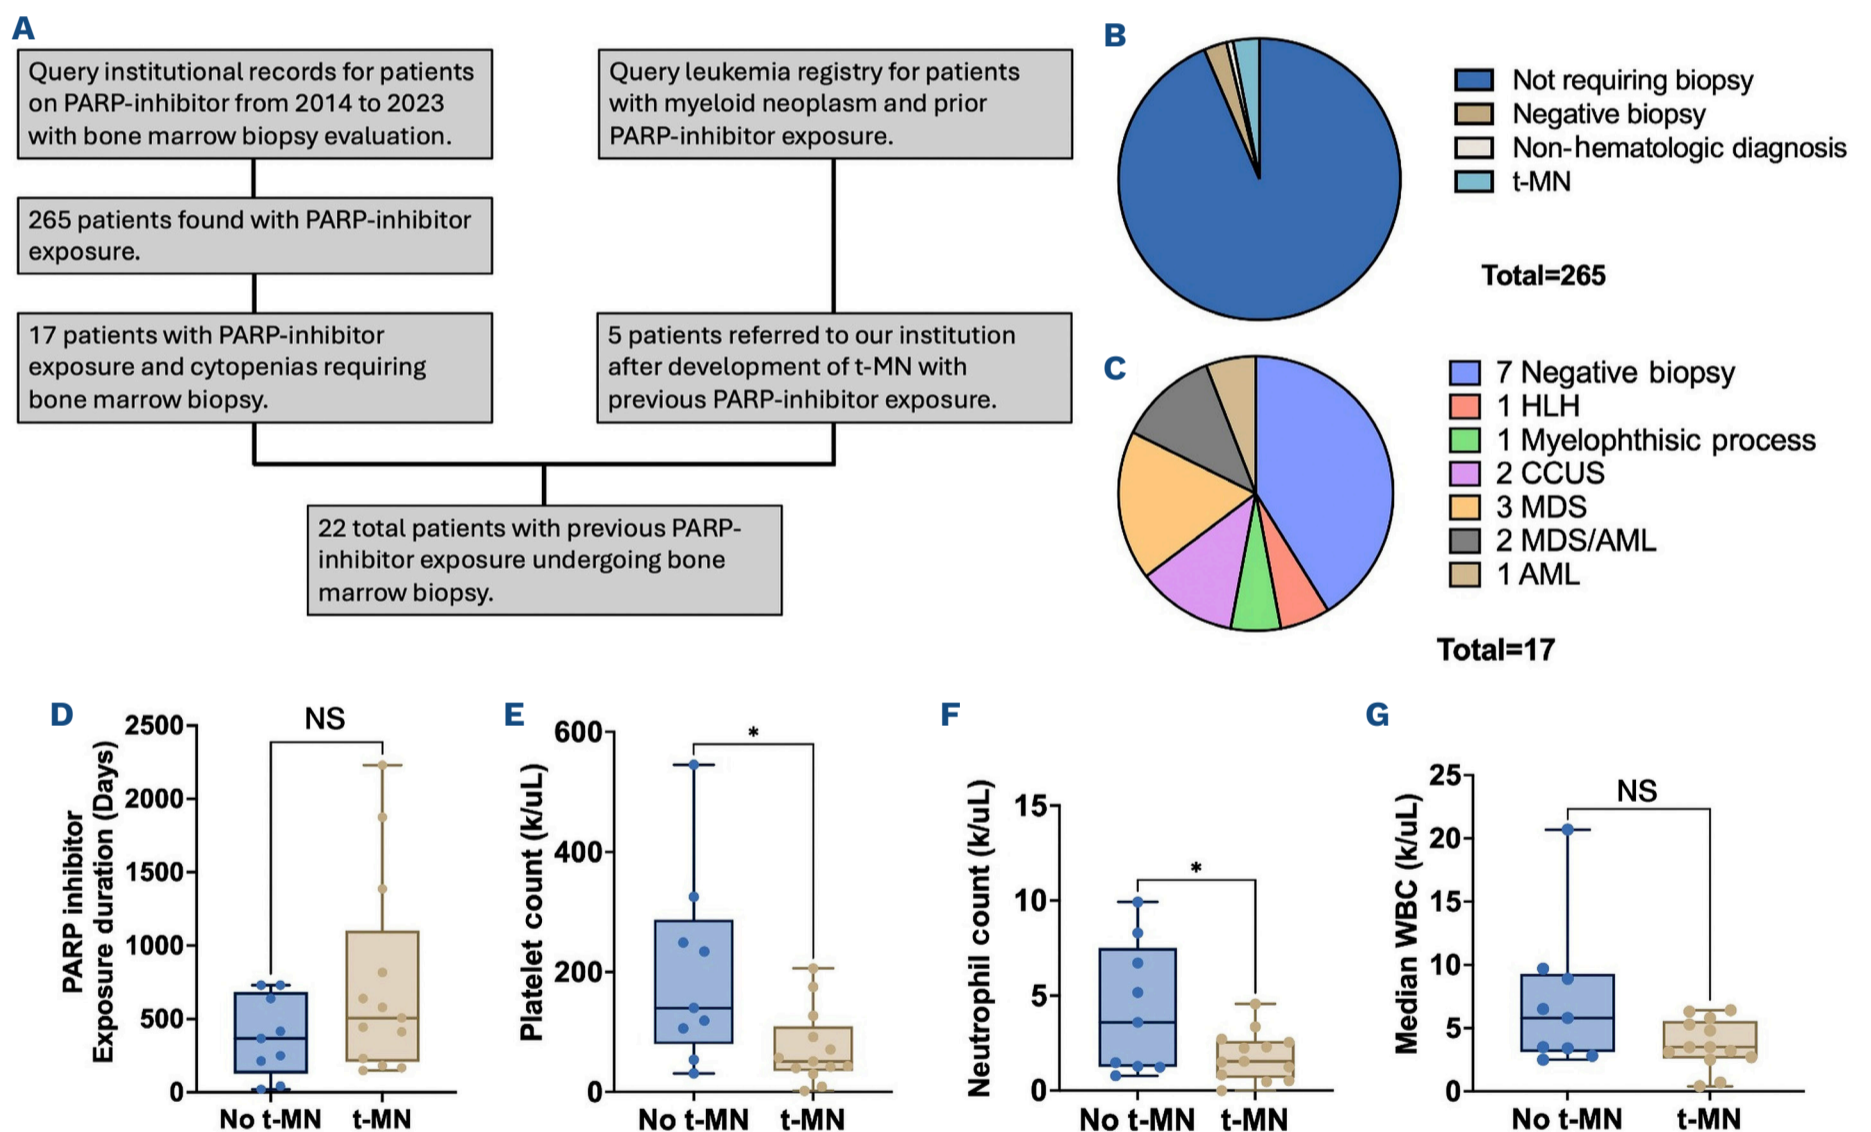 A
Query institutional records for patients
on PARP-inhibitor from 2014 to 2023
with bone marrow biopsy evaluation.
265 patients found with PARP-inhibitor
exposure.
17 patients with PARP-inhibitor
exposure and cytopenias requiring
bone marrow biopsy.
Query leukemia registry for patients
with myeloid neoplasm and prior
PARP-inhibitor exposure.
5 patients referred to our institution
after development of t-MN with
previous PARP-inhibitor exposure.
22 total patients with previous PARP-
inhibitor exposure undergoing bone
marrow biopsy.
B
Not requiring biopsy
Negative biopsy
Non-hematologic diagnosis
t-MN
Total=265
C
7 Negative biopsy
1 HLH
1 Myelophthisic process
2 CCUS
3 MDS
2 MDS/AML
1 AML
Total=17
D
PARP inhibitor
Exposure duration (Days)
2500
2000
1500
1000
500
0
NS
No t-MN
t-MN
E
Platelet count (k/uL)
600
400
200
0
*
No t-MN
t-MN
F
Neutrophil count (k/uL)
15
10
5
0
*
No t-MN
t-MN
G
Median WBC (k/uL)
25
20
15
10
5
0
NS
No t-MN
t-MN